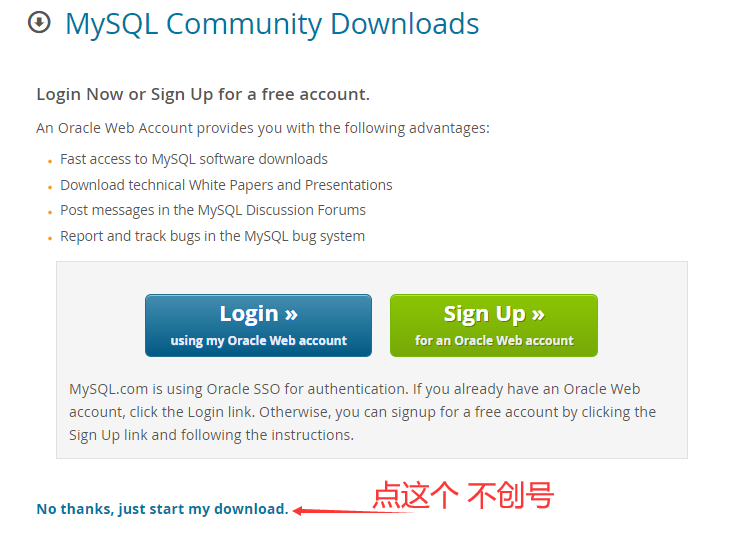 MySQL Community Downloads
Login Now or Sign Up for a free account.
An Oracle Web Account provides you with the following advantages:
Fast access to MySQL software downloads
Download technical White Papers and Presentations
Post messages in the MySQL Discussion Forums
Report and track bugs in the MySQL bug system
Login »
using my Oracle Web account
Sign Up »
for an Oracle Web account
MySQL.com is using Oracle SSO for authentication. If you already have an Oracle Web
account, click the Login link. Otherwise, you can signup for a free account by clicking the
Sign Up link and following the instructions.
No thanks, just start my download.
点这个 不创号